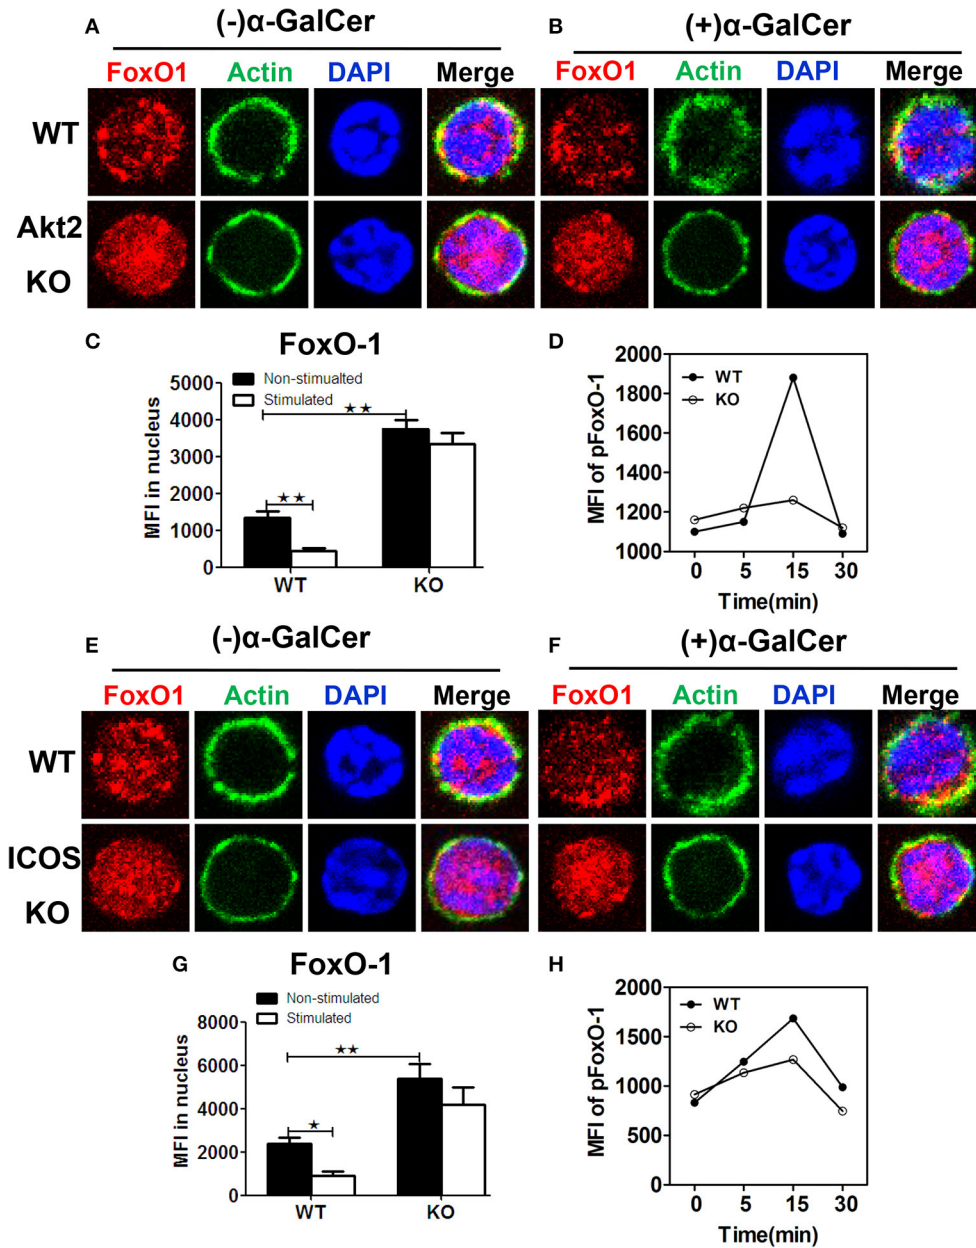 A (-)α-GalCer B (+)α-GalCer
FoxO1 Actin DAPI Merge FoxO1 Actin DAPI Merge
WT
Akt2
KO
C FoxO-1
Non-stimualted
Stimulated
MFI in nucleus
5000
4000
3000
2000
1000
0
★★
★★
WT KO
D
MFI of pFoxO-1
2000
1800
1600
1400
1200
1000
WT
KO
0 5 15 30
Time(min)
E (-)α-GalCer F (+)α-GalCer
FoxO1 Actin DAPI Merge FoxO1 Actin DAPI Merge
WT
ICOS
KO
G FoxO-1
Non-stimulated
Stimulated
MFI in nucleus
8000
6000
4000
2000
0
★★
★
WT KO
H
MFI of pFoxO-1
2000
1500
1000
500
0
WT
KO
0 5 15 30
Time(min)